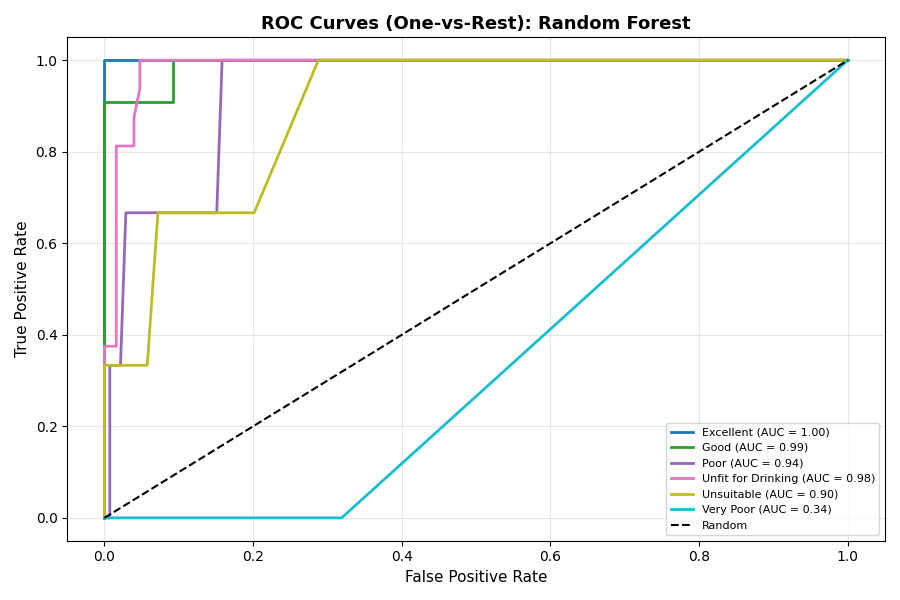 ROC Curves (One-vs-Rest): Random Forest
True Positive Rate
1.0
0.8
0.6
0.4
0.2
0.0
Excellent (AUC = 1.00)
Good (AUC = 0.99)
Poor (AUC = 0.94)
Unfit for Drinking (AUC = 0.98)
Unsuitable (AUC = 0.90)
Very Poor (AUC = 0.34)
Random
0.0 0.2 0.4 0.6 0.8 1.0
False Positive Rate